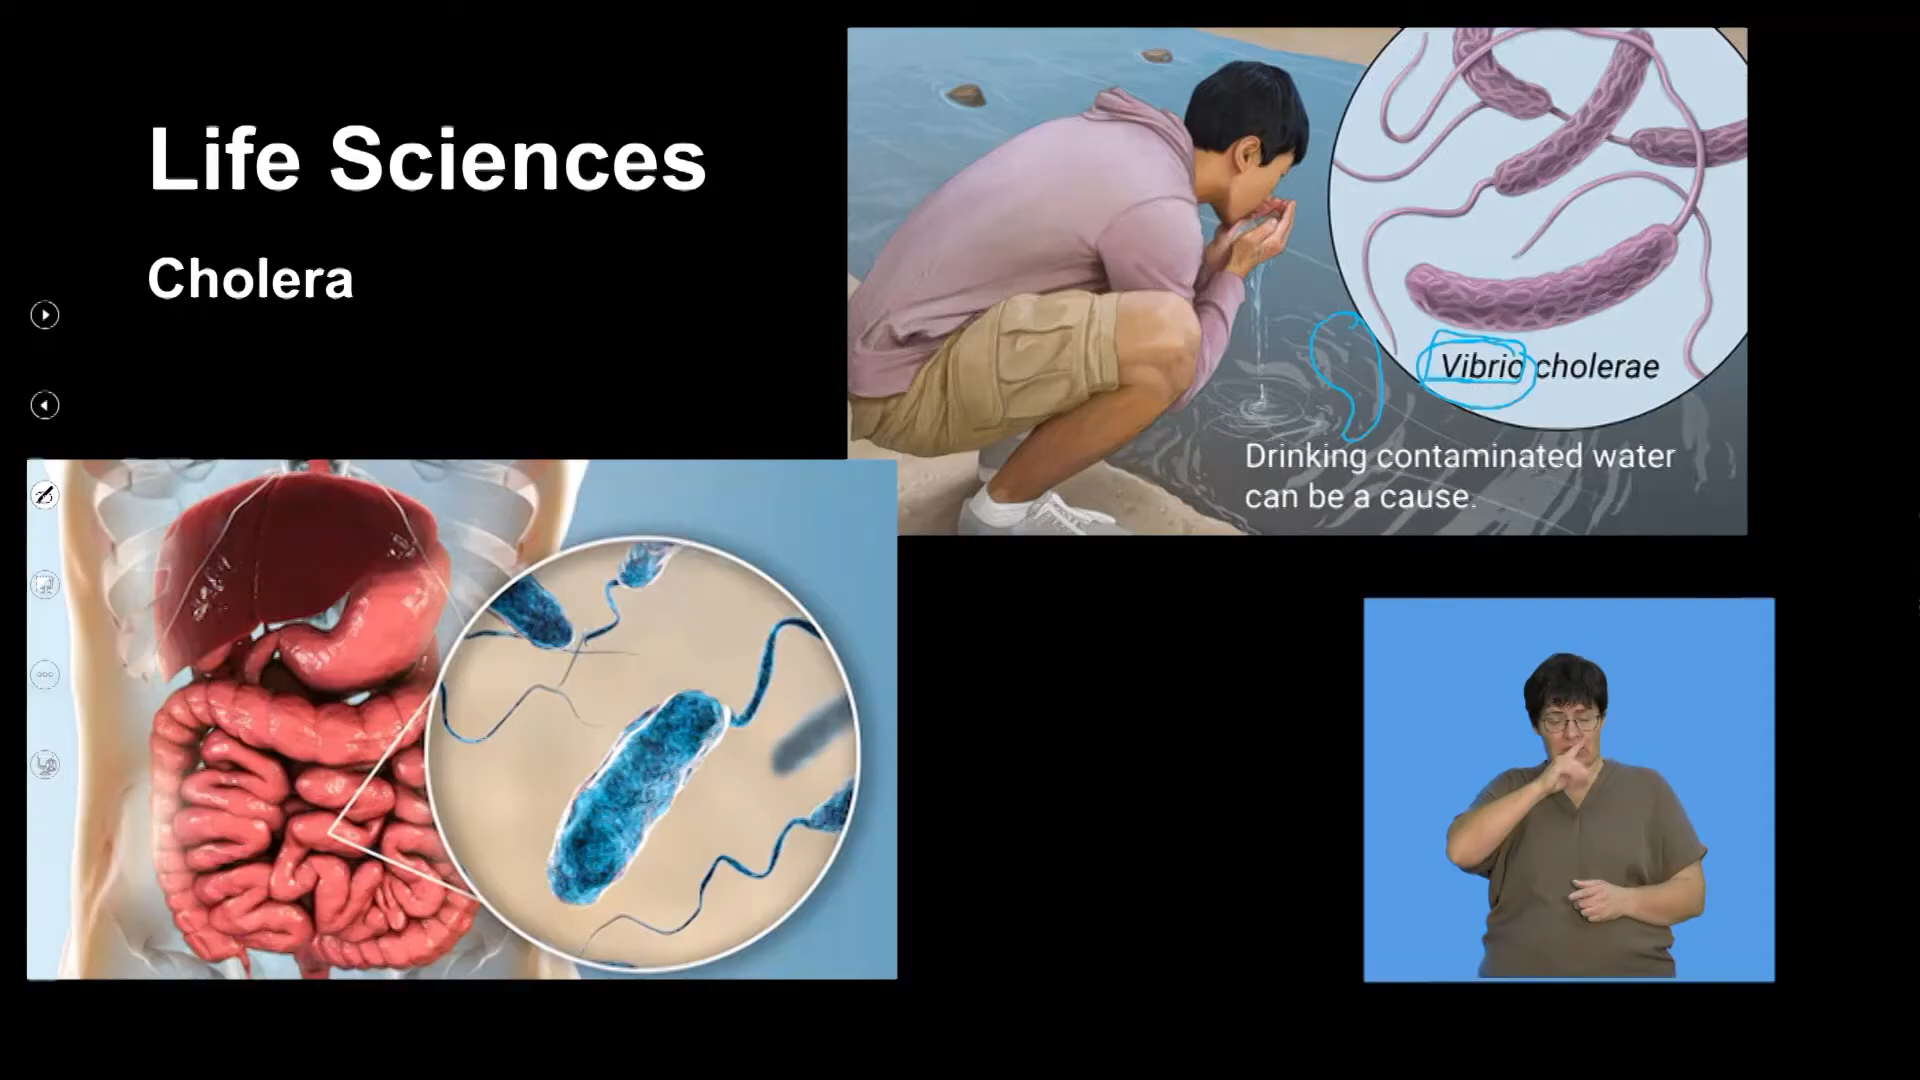 Life Sciences
Cholera
Vibrio cholerae
Drinking contaminated water
can be a cause.